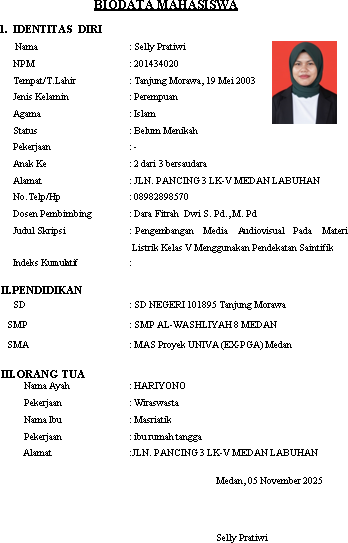 BIODATA MAHASISWA
I. IDENTITAS DIRI
Nama : Selly Pratiwi
NPM : 201434020
Tempat/T.Lahir : Tanjung Morawa, 19 Mei 2003
Jenis Kelamin : Perempuan
Agama : Islam
Status : Belum Menikah
Pekerjaan : -
Anak Ke : 2 dari 3 bersaudara
Alamat : JLN. PANCING 3 LK-V MEDAN LABUHAN
No. Telp/Hp : 08982898570
Dosen Pembimbing : Dara Fitrah Dwi S. Pd., M. Pd
Judul Skripsi : Pengembangan Media Audiovisual Pada Materi
Listrik Kelas V Menggunakan Pendekatan Saintifik
Indeks Kumulatif :
II.PENDIDIKAN
SD : SD NEGERI 101895 Tanjung Morawa
SMP : SMP AL-WASHLIYAH 8 MEDAN
SMA : MAS Proyek UNIVA (EX-PGA) Medan
III.ORANG TUA
Nama Ayah : HARIYONO
Pekerjaan : Wiraswasta
Nama Ibu : Masriatik
Pekerjaan : ibu rumah tangga
Alamat :JLN. PANCING 3 LK-V MEDAN LABUHAN
Medan, 05 November 2025
Selly Pratiwi